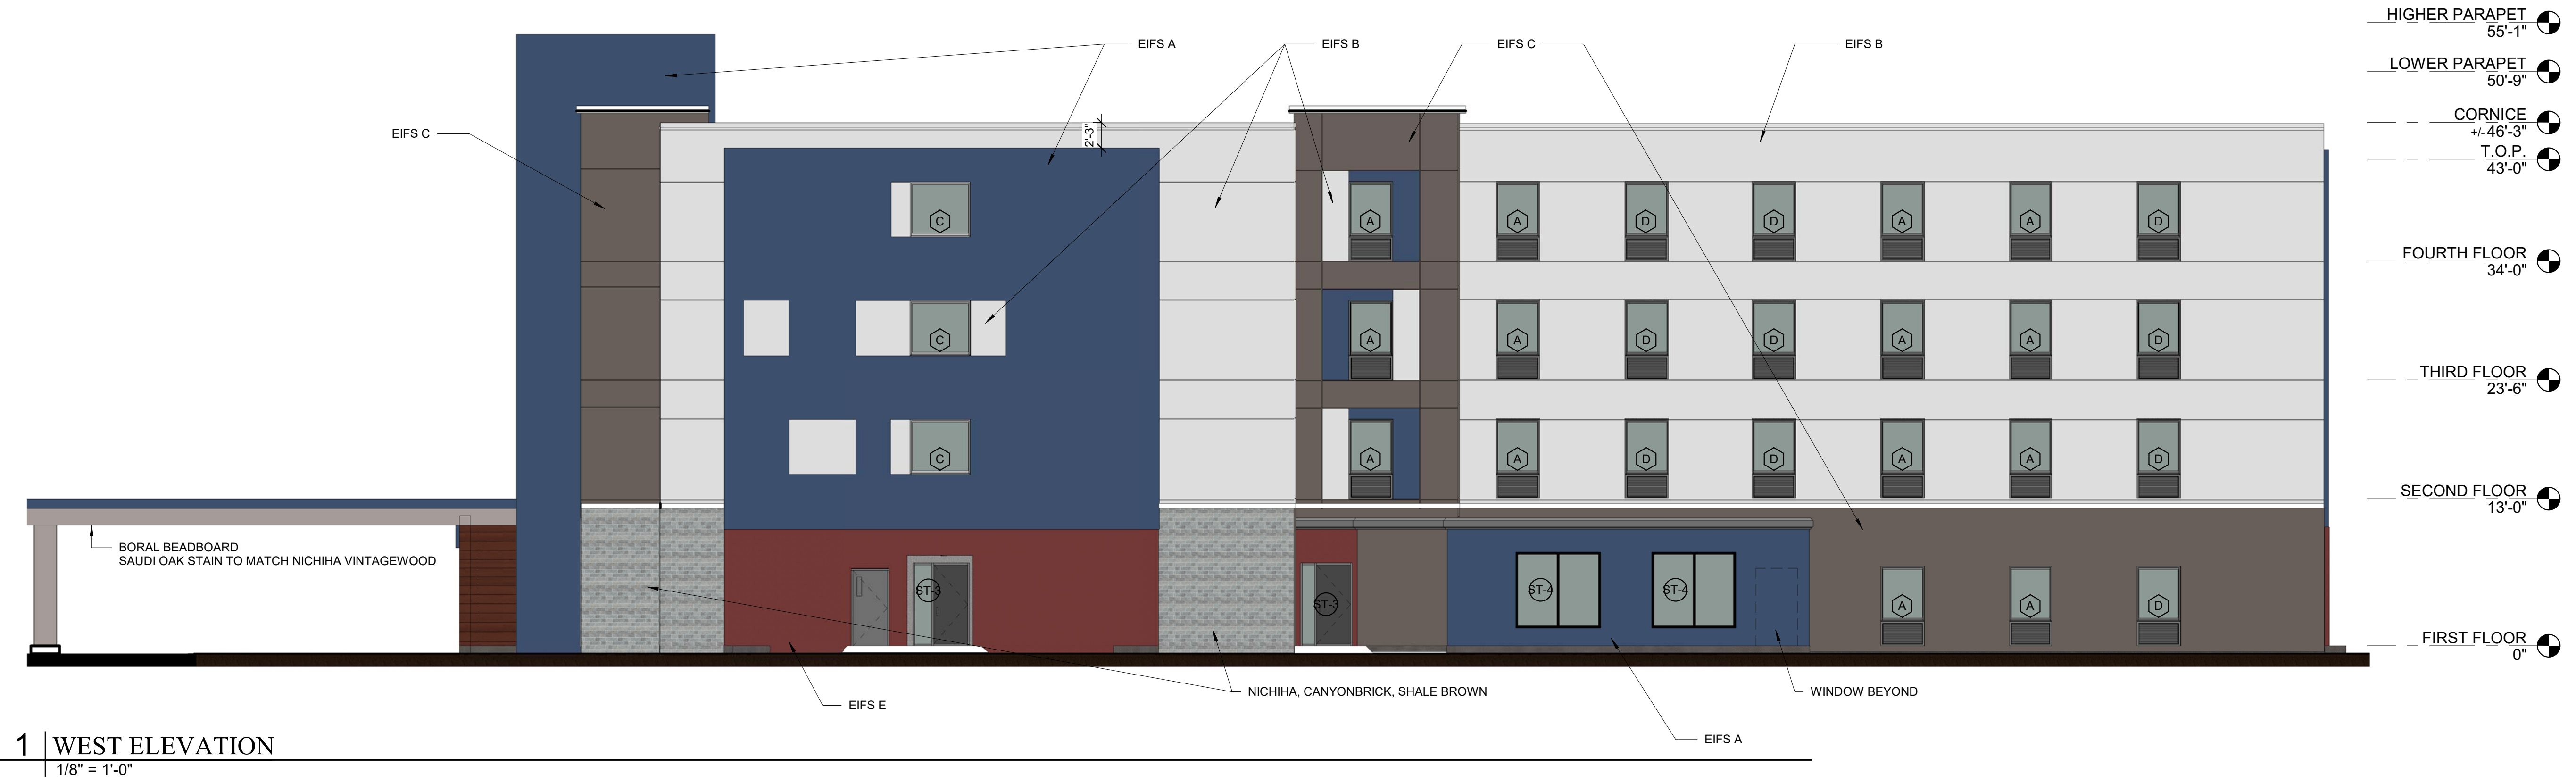 HIGHER PARAPET
55'-1"
LOWER PARAPET
50'-9"
CORNICE
+/-46'-3"
T.O.P.
43'-0"
FOURTH FLOOR
34'-0"
THIRD FLOOR
23'-6"
SECOND FLOOR
13'-0"
FIRST FLOOR
0"
EIFS A
EIFS B
EIFS C
EIFS B
EIFS C
2'-3"
C
A
A
D
D
A
A
D
C
A
A
D
D
A
A
D
C
A
A
D
D
A
A
D
BORAL BEADBOARD
SAUDI OAK STAIN TO MATCH NICHIHA VINTAGEWOOD
ST-3
ST-3
ST-4
ST-4
A
A
D
NICHIHA, CANYONBRICK, SHALE BROWN
WINDOW BEYOND
EIFS E
EIFS A
1 WEST ELEVATION
1/8" = 1'-0"